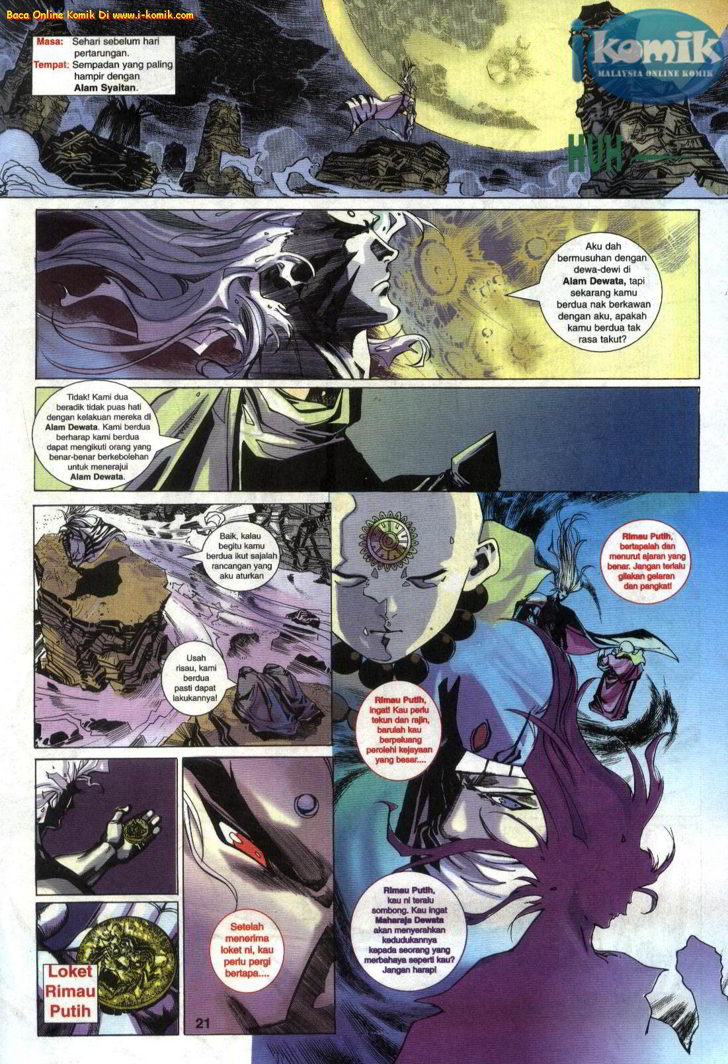 Baca Online Komik Di www.i-komik.com
ikomik
MALAYSIA ONLINE KOMIK
Masa: Sehari sebelum hari
pertarungan.
Tempat: Sempadan yang paling
hampir dengan
Alam Syaitan.
HUH
Aku dah
bermusuhan dengan
dewa-dewi di
Alam Dewata, tapi
sekarang kamu
berdua nak berkawan
dengan aku, apakah
kamu berdua tak
rasa takut?
Tidak! Kami dua
beradik tidak puas hati
dengan kelakuan mereka di
Alam Dewata. Kami berdua
berharap kami berdua
dapat mengikuti orang yang
benar-benar berkebolehan
untuk menerajui
Alam Dewata.
Baik, kalau
begitu kamu
berdua ikut sajalah
rancangan yang
aku aturkan
Usah
risau, kami
berdua
pasti dapat
lakukannya!
Rimau Putih,
bertapalah dan
menurut ajaran yang
benar. Jangan terlalu
gilakan gelaran
dan pangkat!
Rimau Putih,
ingat! Kau perlu
tekun dan rajin,
barulah kau
berpeluang
perolehi kejayaan
yang besar....
Rimau Putih,
kau ni teralu
sombong. Kau ingat
Maharaja Dewata
akan menyerahkan
kedudukannya
kepada seorang yang
merbahaya seperti kau?
Jangan harap!
Setelah
menerima
loket ni, kau
perlu pergi
bertapa....
Loket
Rimau
Putih
21